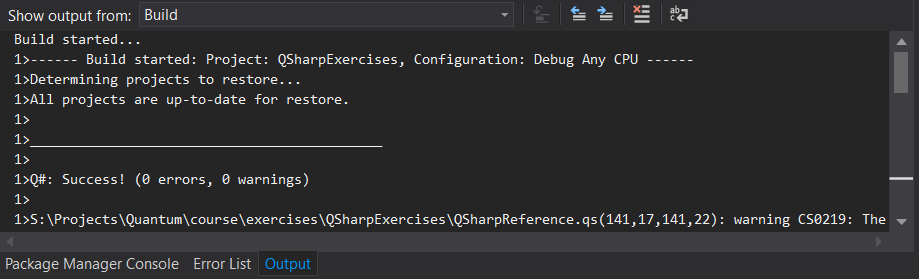 Show output from: Build
Build started...
1>------ Build started: Project: QSharpExercises, Configuration: Debug Any CPU ------
1>Determining projects to restore...
1>All projects are up-to-date for restore.
1>
1>__________________________________________
1>
1>Q#: Success! (0 errors, 0 warnings)
1>
1>S:\Projects\Quantum\course\exercises\QSharpExercises\QSharpReference.qs(141,17,141,22): warning CS0219: The
Package Manager Console Error List Output